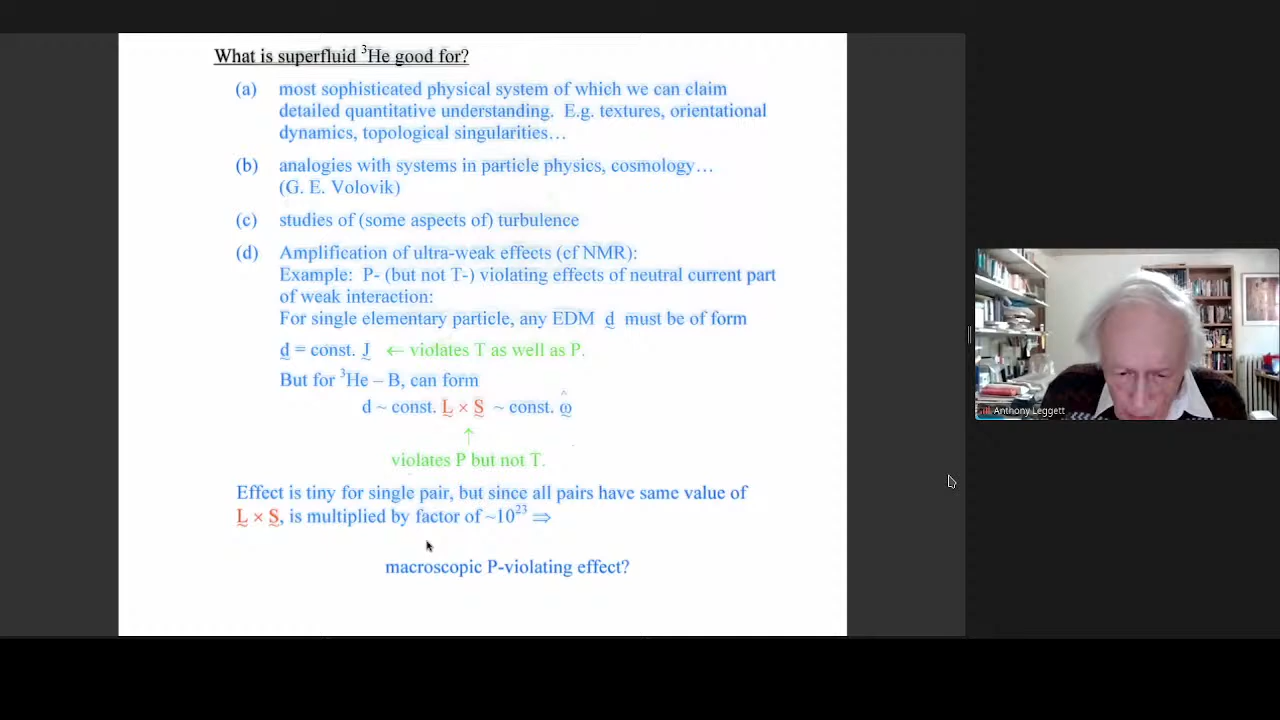 What is superfluid ³He good for?
(a) most sophisticated physical system of which we can claim
detailed quantitative understanding. E.g. textures, orientational
dynamics, topological singularities…
(b) analogies with systems in particle physics, cosmology…
(G. E. Volovik)
(c) studies of (some aspects of) turbulence
(d) Amplification of ultra-weak effects (cf NMR):
Example: P- (but not T-) violating effects of neutral current part
of weak interaction:
For single elementary particle, any EDM d̰ must be of form
d̰ = const. J̰ ← violates T as well as P.
But for ³He – B, can form
d ~ const. L̰ × S̰ ~ const. ω̰̂
↑
violates P but not T.
Effect is tiny for single pair, but since all pairs have same value of
L̰ × S̰, is multiplied by factor of ~10²³ ⇒
macroscopic P-violating effect?
Anthony Leggett